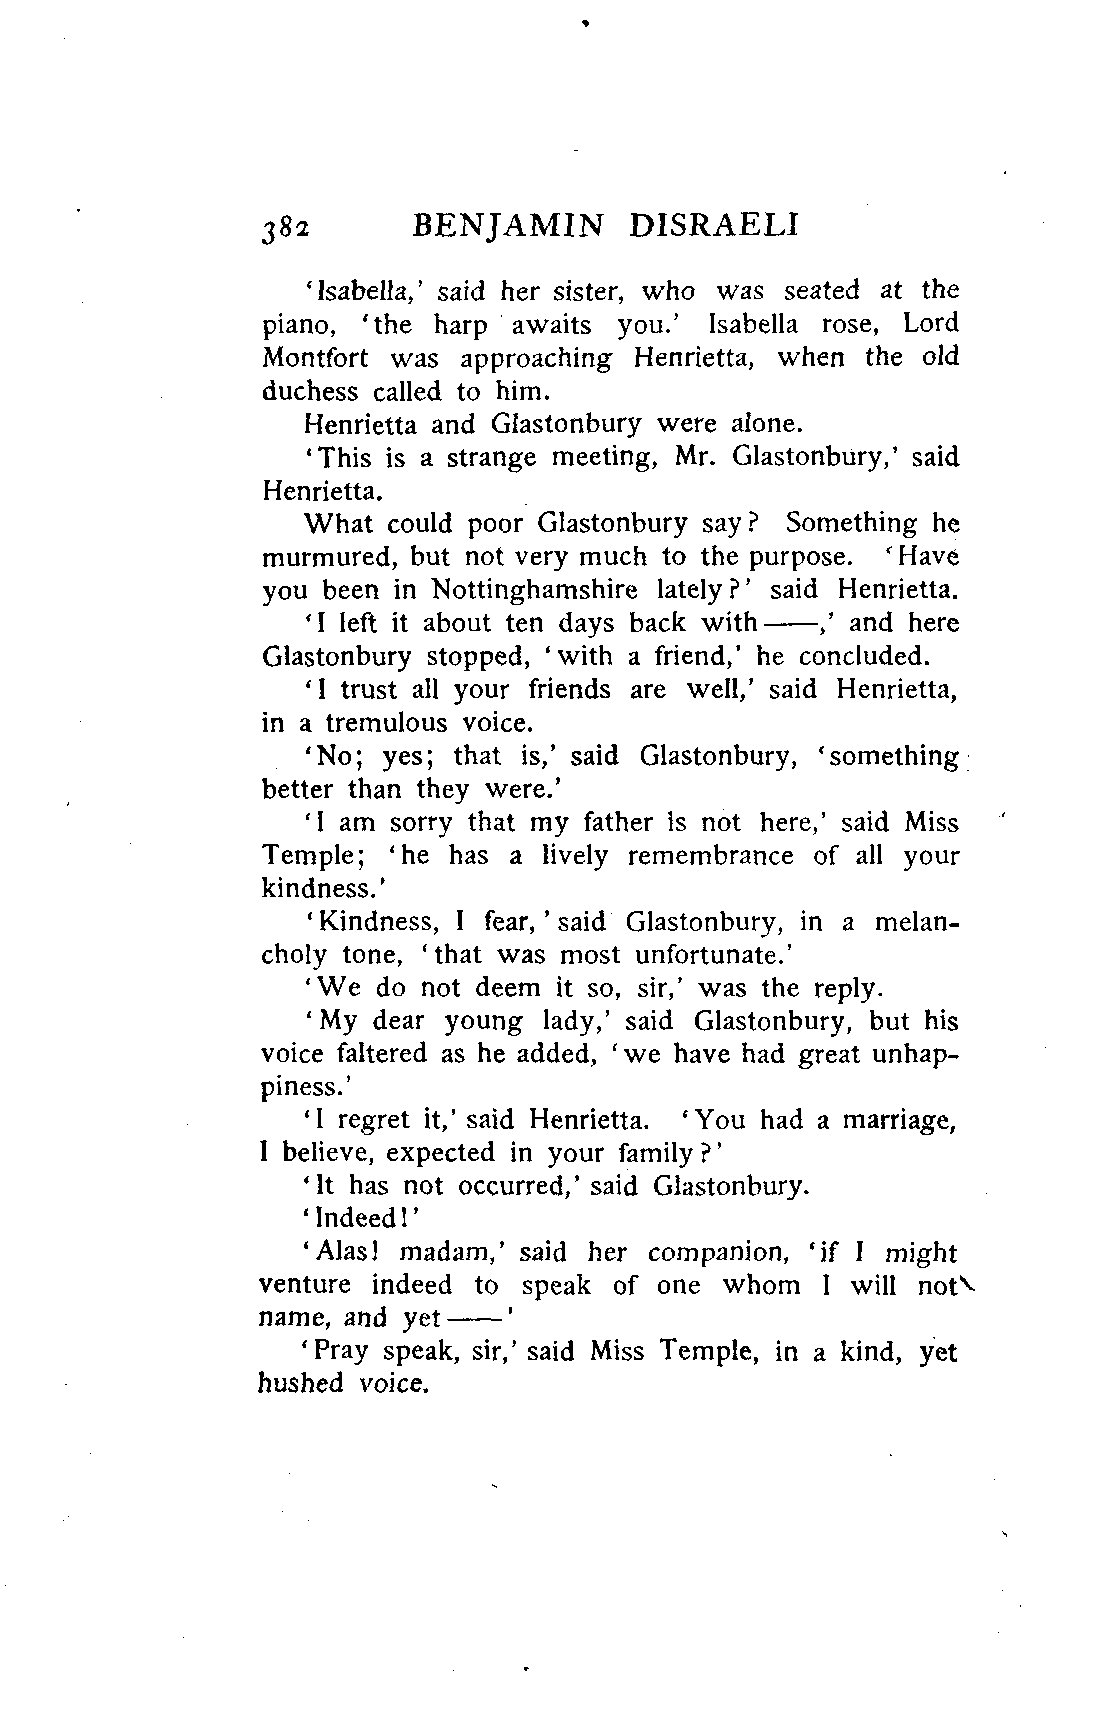 382 BENJAMIN DISRAELI
‘Isabella,’ said her sister, who was seated at the
piano, ‘the harp awaits you.’ Isabella rose, Lord
Montfort was approaching Henrietta, when the old
duchess called to him.
Henrietta and Glastonbury were alone.
‘This is a strange meeting, Mr. Glastonbury,’ said
Henrietta.
What could poor Glastonbury say? Something he
murmured, but not very much to the purpose. ‘Have
you been in Nottinghamshire lately?’ said Henrietta.
‘I left it about ten days back with——,’ and here
Glastonbury stopped, ‘with a friend,’ he concluded.
‘I trust all your friends are well,’ said Henrietta,
in a tremulous voice.
‘No; yes; that is,’ said Glastonbury, ‘something
better than they were.’
‘I am sorry that my father is not here,’ said Miss
Temple; ‘he has a lively remembrance of all your
kindness.’
‘Kindness, I fear,’ said Glastonbury, in a melan-
choly tone, ‘that was most unfortunate.’
‘We do not deem it so, sir,’ was the reply.
‘My dear young lady,’ said Glastonbury, but his
voice faltered as he added, ‘we have had great unhap-
piness.’
‘I regret it,’ said Henrietta. ‘You had a marriage,
I believe, expected in your family?’
‘It has not occurred,’ said Glastonbury.
‘Indeed!’
‘Alas! madam,’ said her companion, ‘if I might
venture indeed to speak of one whom I will not
name, and yet——’
‘Pray speak, sir,’ said Miss Temple, in a kind, yet
hushed voice.